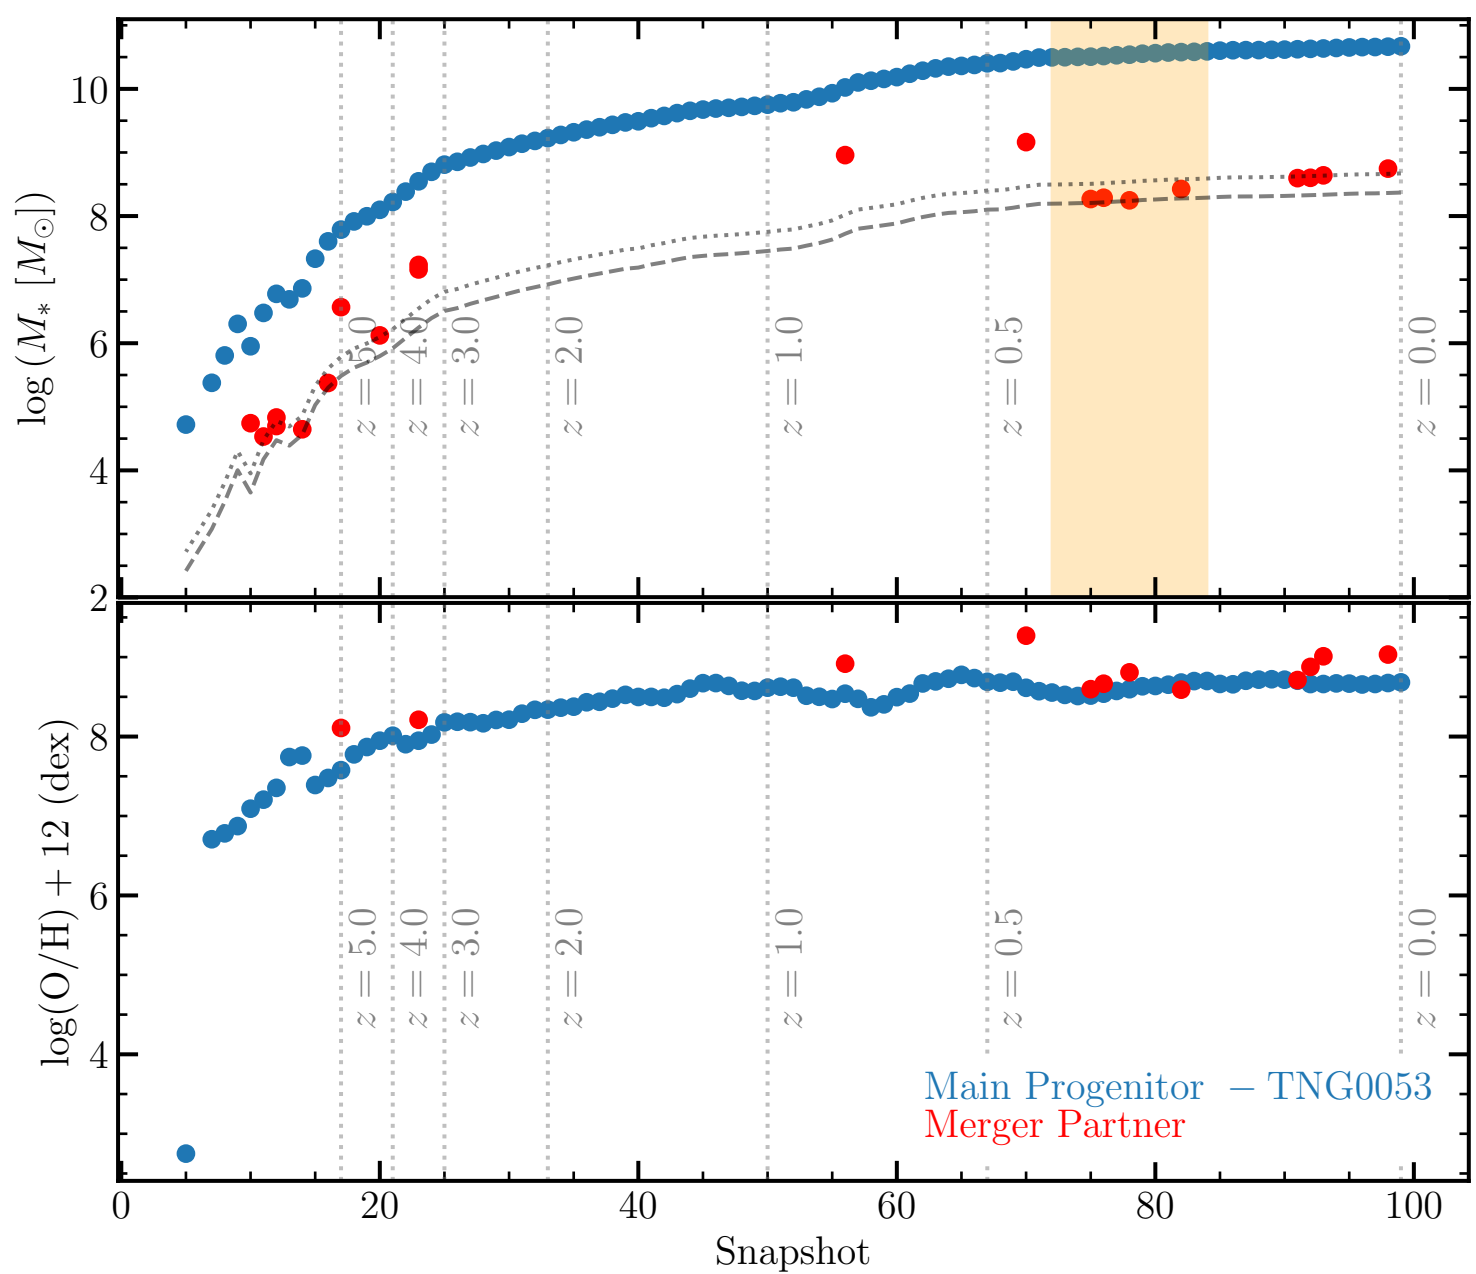 log (M∗ [M⊙])
10
8
6
4
2
z = 5.0
z = 4.0
z = 3.0
z = 2.0
z = 1.0
z = 0.5
z = 0.0
log(O/H) + 12 (dex)
8
6
4
z = 5.0
z = 4.0
z = 3.0
z = 2.0
z = 1.0
z = 0.5
z = 0.0
Main Progenitor − TNG0053
Merger Partner
0 20 40 60 80 100
Snapshot